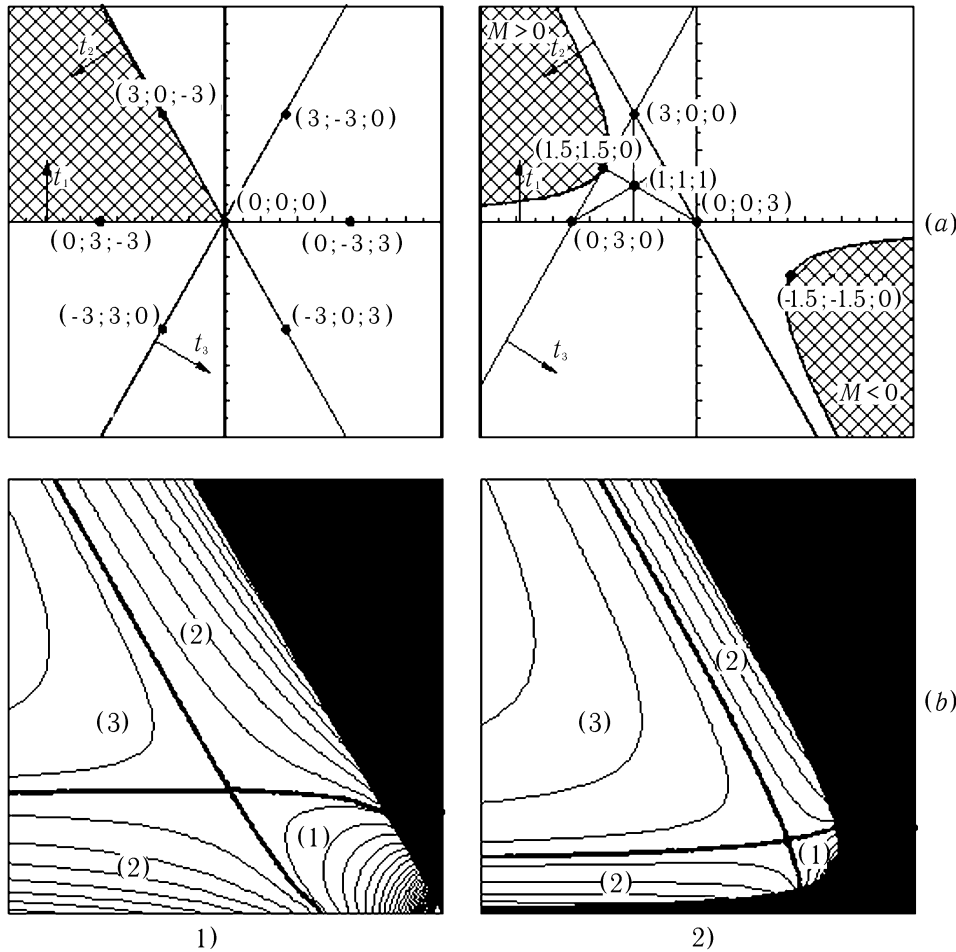 t₂
(3;0;-3)
(3;-3;0)
t₁
(0;0;0)
(0;3;-3)
(0;-3;3)
(-3;3;0)
(-3;0;3)
t₃
M>0
t₂
(3;0;0)
(1.5;1.5;0)
(1;1;1)
t₁
(0;0;3)
(0;3;0)
(-1.5;-1.5;0)
t₃
M<0
(a)
(2)
(3)
(1)
(2)
(2)
(3)
(1)
(2)
(b)
1)
2)